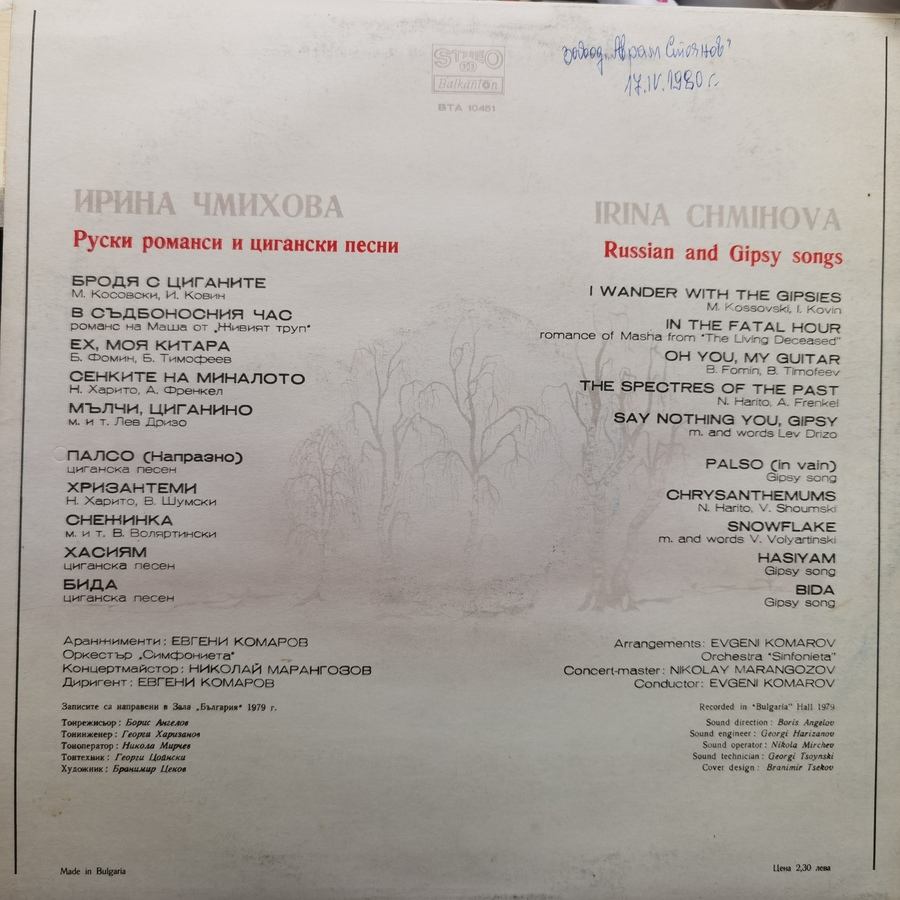 STEREO
33
Balkanton
ВТА 10451
завод „Аврам Стоянов"
17.IV.1980 г.
ИРИНА ЧМИХОВА
Руски романси и цигански песни
БРОДЯ С ЦИГАНИТЕ
М. Косовски, И. Ковин
В СЪДБОНОСНИЯ ЧАС
романс на Маша от „Живият труп"
ЕХ, МОЯ КИТАРА
Б. Фомин, Б. Тимофеев
СЕНКИТЕ НА МИНАЛОТО
Н. Харито, А. Френкел
МЪЛЧИ, ЦИГАНИНО
м. и т. Лев Дризо
ПАЛСО (Напразно)
циганска песен
ХРИЗАНТЕМИ
Н. Харито, В. Шумски
СНЕЖИНКА
м. и т. В. Воляртински
ХАСИЯМ
циганска песен
БИДА
циганска песен
Аранжименти: ЕВГЕНИ КОМАРОВ
Оркестър „Симфониета"
Концертмайстор: НИКОЛАЙ МАРАНГОЗОВ
Диригент: ЕВГЕНИ КОМАРОВ
Записите са направени в Зала „България" 1979 г.
Тонрежисьор: Борис Ангелов
Тонинженер: Георги Харизанов
Тоноператор: Никола Мирчев
Тонтехник: Георги Цойнски
Художник: Бранимир Цеков
Made in Bulgaria
IRINA CHMIHOVA
Russian and Gipsy songs
I WANDER WITH THE GIPSIES
M. Kossovski, I. Kovin
IN THE FATAL HOUR
romance of Masha from "The Living Deceased"
OH YOU, MY GUITAR
B. Fomin, B. Timofeev
THE SPECTRES OF THE PAST
N. Harito, A. Frenkel
SAY NOTHING YOU, GIPSY
m. and words Lev Drizo
PALSO (in vain)
Gipsy song
CHRYSANTHEMUMS
N. Harito, V. Shoumski
SNOWFLAKE
m. and words V. Volyartinski
HASIYAM
Gipsy song
BIDA
Gipsy song
Arrangements: EVGENI KOMAROV
Orchestra "Sinfonieta"
Concert-master: NIKOLAY MARANGOZOV
Conductor: EVGENI KOMAROV
Recorded in "Bulgaria" Hall 1979
Sound direction: Boris Angelov
Sound engineer: Georgi Harizanov
Sound operator: Nikola Mirchev
Sound technician: Georgi Tsoynski
Cover design: Branimir Tsekov
Цена 2,30 лева